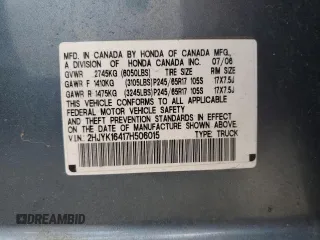 MFD. IN CANADA BY HONDA OF CANADA MFG.,
A DIVISION OF HONDA CANADA INC. 07/06
GVWR 2745KG (6050LBS) TIRE SIZE RIM SIZE
GAWR F 1410KG (3105LBS) P245/65R17 105S 17X7.5J
GAWR R 1475KG (3245LBS) P245/65R17 105S 17X7.5J
THIS VEHICLE CONFORMS TO ALL APPLICABLE
FEDERAL MOTOR VEHICLE SAFETY AND
THEFT PREVENTION STANDARDS IN EFFECT ON
THE DATE OF MANUFACTURE SHOWN ABOVE.
V.I.N. 2HJYK16417H506015 TYPE: TRUCK
DREAMBID